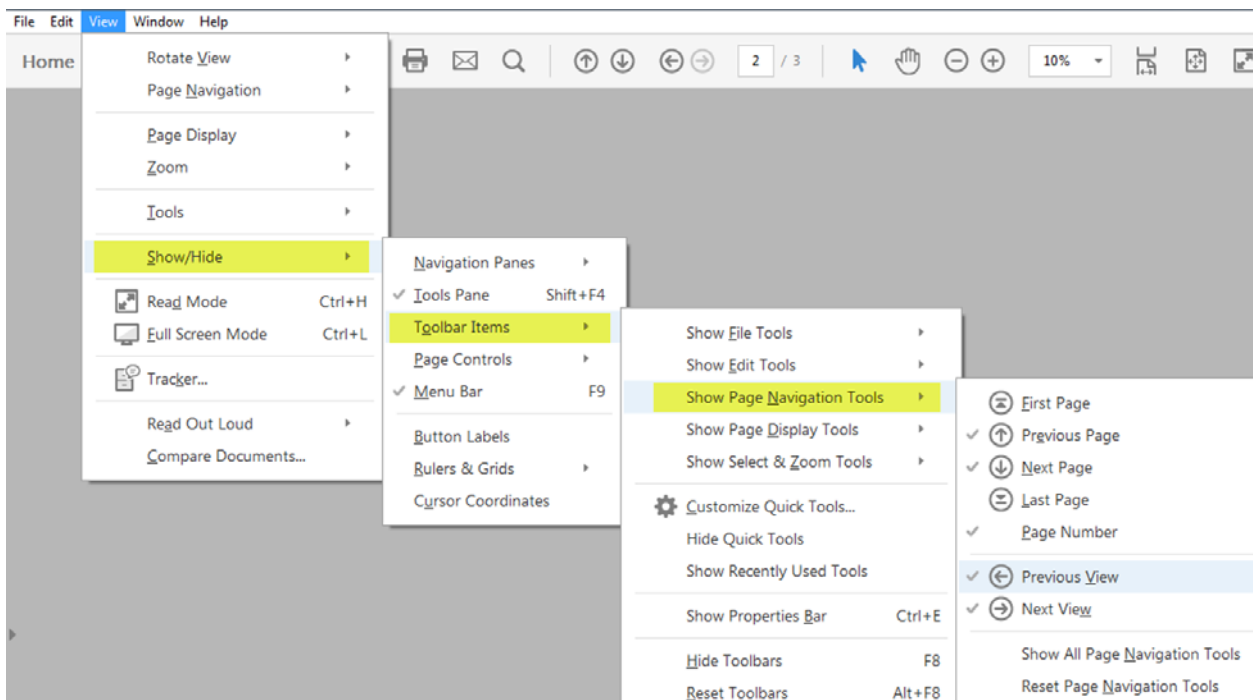 File Edit View Window Help
Home 2 / 3 10%
Rotate View
Page Navigation
Page Display
Zoom
Tools
Show/Hide
Read Mode Ctrl+H
Full Screen Mode Ctrl+L
Tracker...
Read Out Loud
Compare Documents...
Navigation Panes
Tools Pane Shift+F4
Toolbar Items
Page Controls
Menu Bar F9
Button Labels
Rulers & Grids
Cursor Coordinates
Show File Tools
Show Edit Tools
Show Page Navigation Tools
Show Page Display Tools
Show Select & Zoom Tools
Customize Quick Tools...
Hide Quick Tools
Show Recently Used Tools
Show Properties Bar Ctrl+E
Hide Toolbars F8
Reset Toolbars Alt+F8
First Page
Previous Page
Next Page
Last Page
Page Number
Previous View
Next View
Show All Page Navigation Tools
Reset Page Navigation Tools